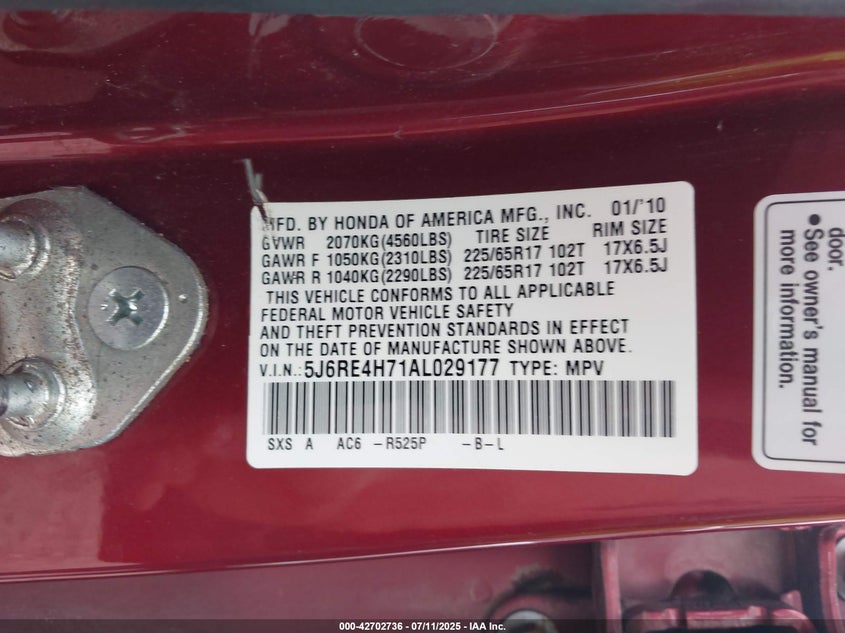 MFD. BY HONDA OF AMERICA MFG., INC. 01/'10
GVWR 2070KG(4560LBS) TIRE SIZE RIM SIZE
GAWR F 1050KG(2310LBS) 225/65R17 102T 17X6.5J
GAWR R 1040KG(2290LBS) 225/65R17 102T 17X6.5J
THIS VEHICLE CONFORMS TO ALL APPLICABLE
FEDERAL MOTOR VEHICLE SAFETY
AND THEFT PREVENTION STANDARDS IN EFFECT
ON THE DATE OF MANUFACTURE SHOWN ABOVE.
V.I.N.:5J6RE4H71AL029177 TYPE: MPV
SXS A AC6 -R525P -B-L
door.
● See owner's manual for
more information.
000-42702736 - 07/11/2025 - IAA Inc.